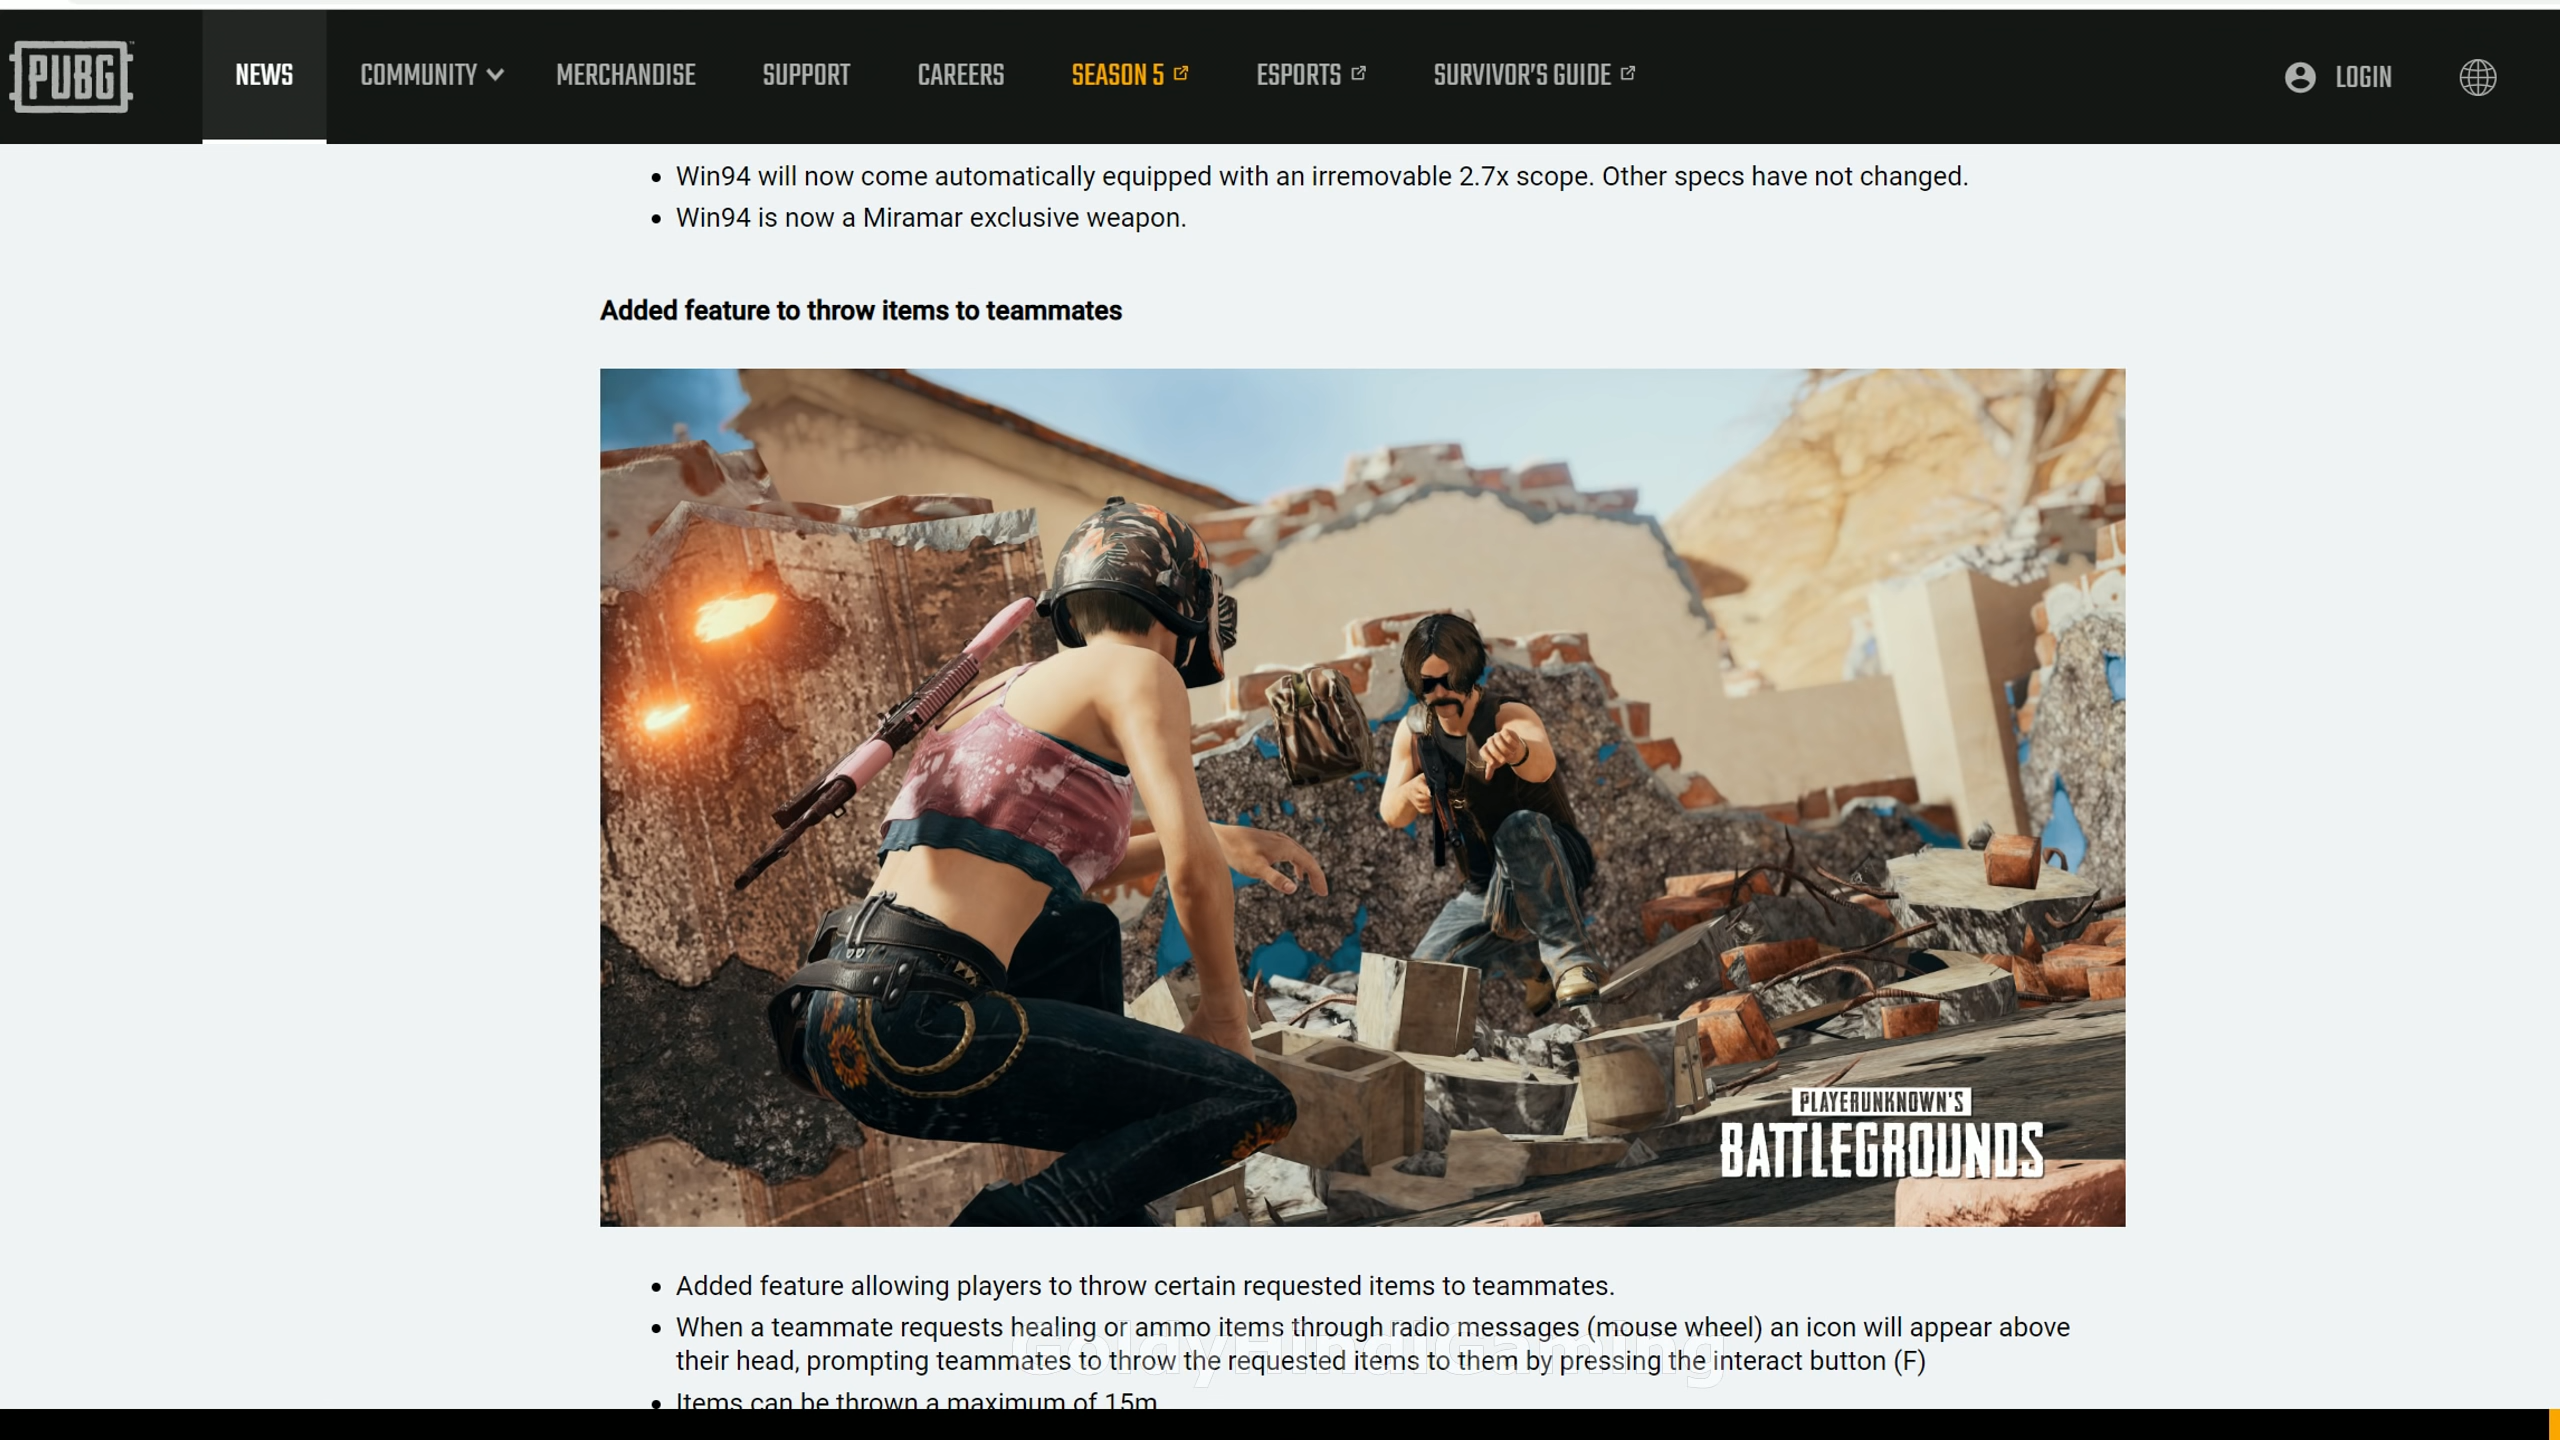 PUBG
NEWS
COMMUNITY
MERCHANDISE
SUPPORT
CAREERS
SEASON 5
ESPORTS
SURVIVOR'S GUIDE
LOGIN
Win94 will now come automatically equipped with an irremovable 2.7x scope. Other specs have not changed.
Win94 is now a Miramar exclusive weapon.
Added feature to throw items to teammates
PLAYERUNKNOWN'S
BATTLEGROUNDS
Added feature allowing players to throw certain requested items to teammates.
When a teammate requests healing or ammo items through radio messages (mouse wheel) an icon will appear above
their head, prompting teammates to throw the requested items to them by pressing the interact button (F)
GoldyHindiGaming
Items can be thrown a maximum of 15m